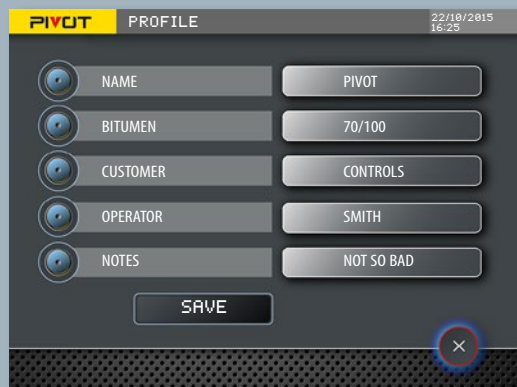 PIVOT PROFILE 22/10/2015
16:25
NAME PIVOT
BITUMEN 70/100
CUSTOMER CONTROLS
OPERATOR SMITH
NOTES NOT SO BAD
SAVE
×